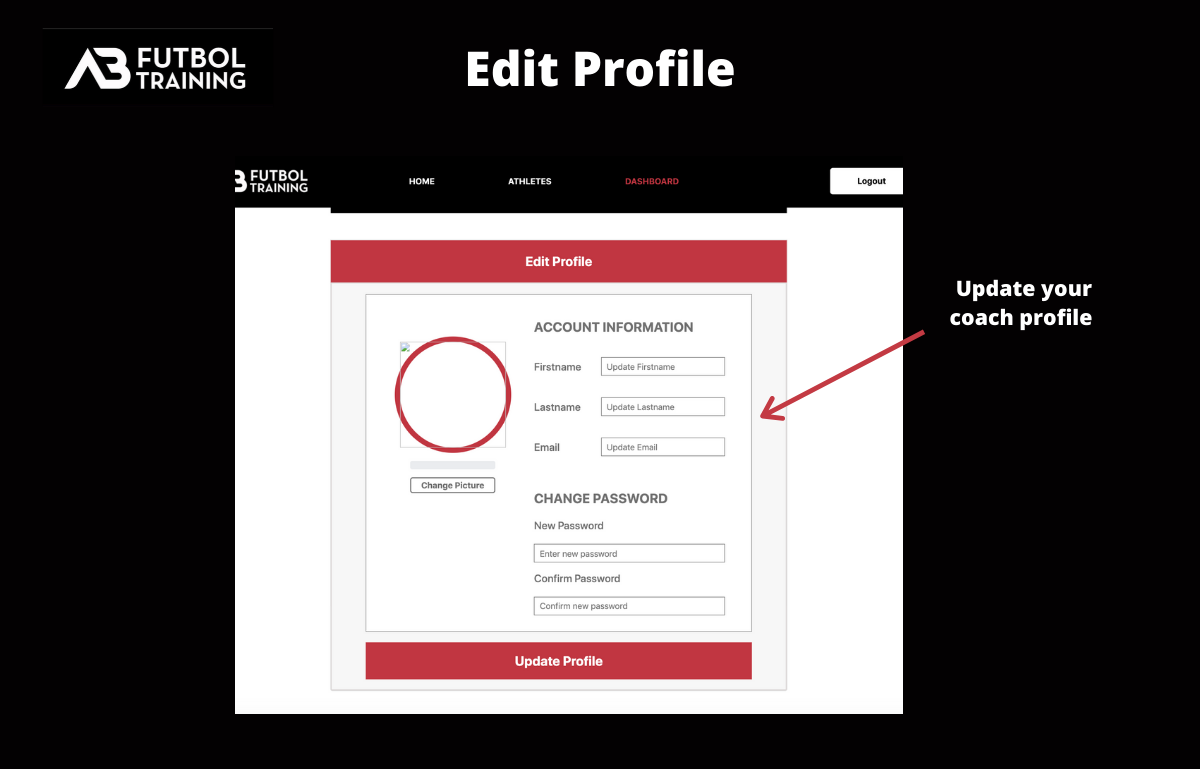 FUTBOL
TRAINING
Edit Profile
FUTBOL
TRAINING
HOME
ATHLETES
DASHBOARD
Logout
Edit Profile
Update your
coach profile
ACCOUNT INFORMATION
Firstname
Update Firstname
Lastname
Update Lastname
Email
Update Email
Change Picture
CHANGE PASSWORD
New Password
Enter new password
Confirm Password
Confirm new password
Update Profile